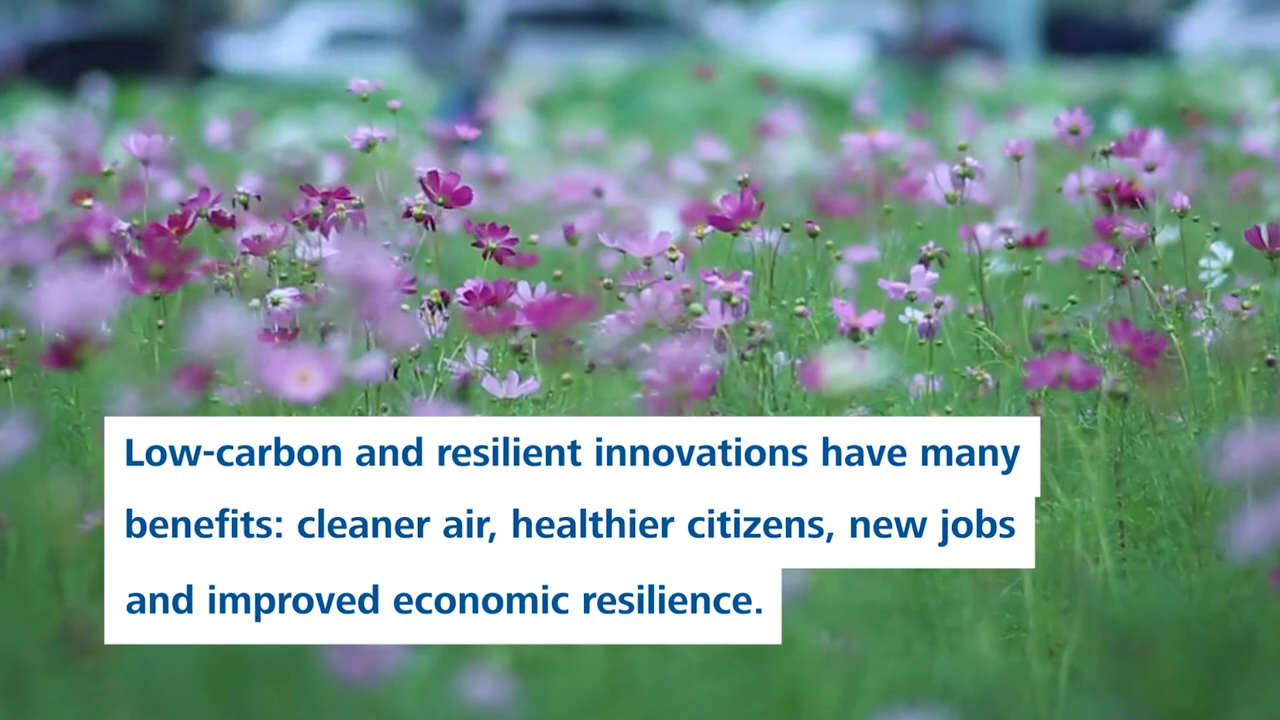 Low-carbon and resilient innovations have many
benefits: cleaner air, healthier citizens, new jobs
and improved economic resilience.